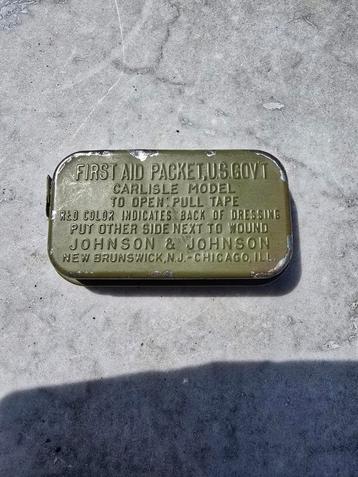 FIRST AID PACKET, U.S. GOV'T
CARLISLE MODEL
TO OPEN: PULL TAPE
RED COLOR INDICATES BACK OF DRESSING
PUT OTHER SIDE NEXT TO WOUND
JOHNSON & JOHNSON
NEW BRUNSWICK, N.J. - CHICAGO, ILL.